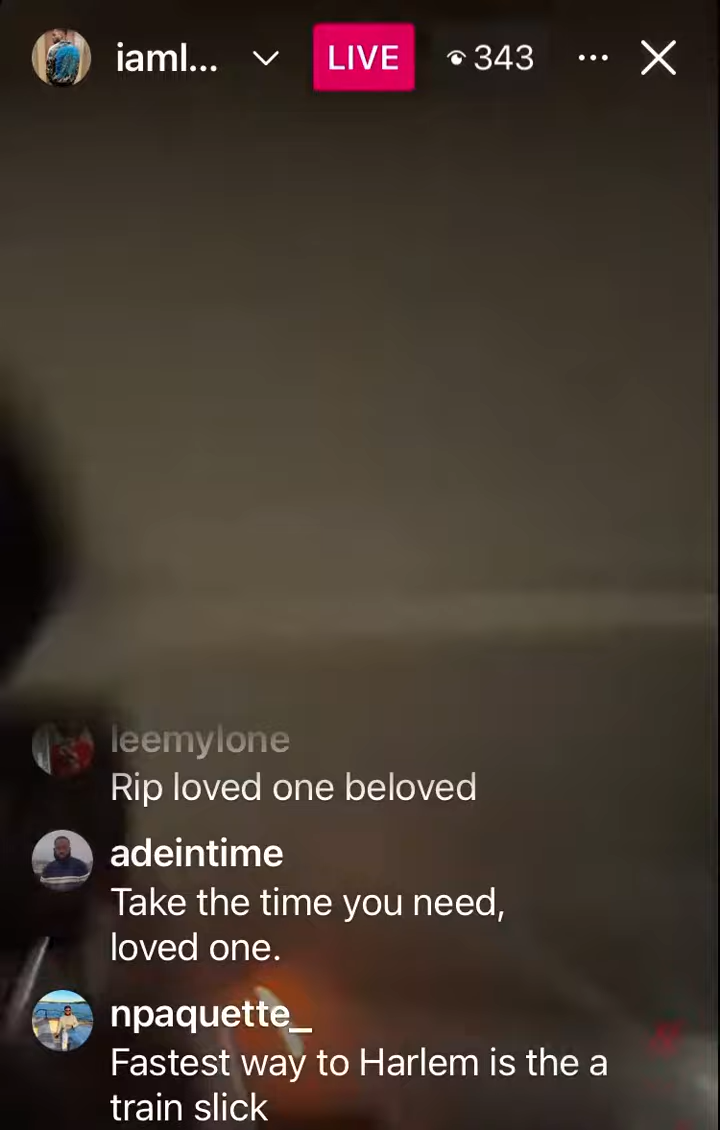 iaml...
LIVE
343
leemylone
Rip loved one beloved
adeintime
Take the time you need,
loved one.
npaquette_
Fastest way to Harlem is the a
train slick